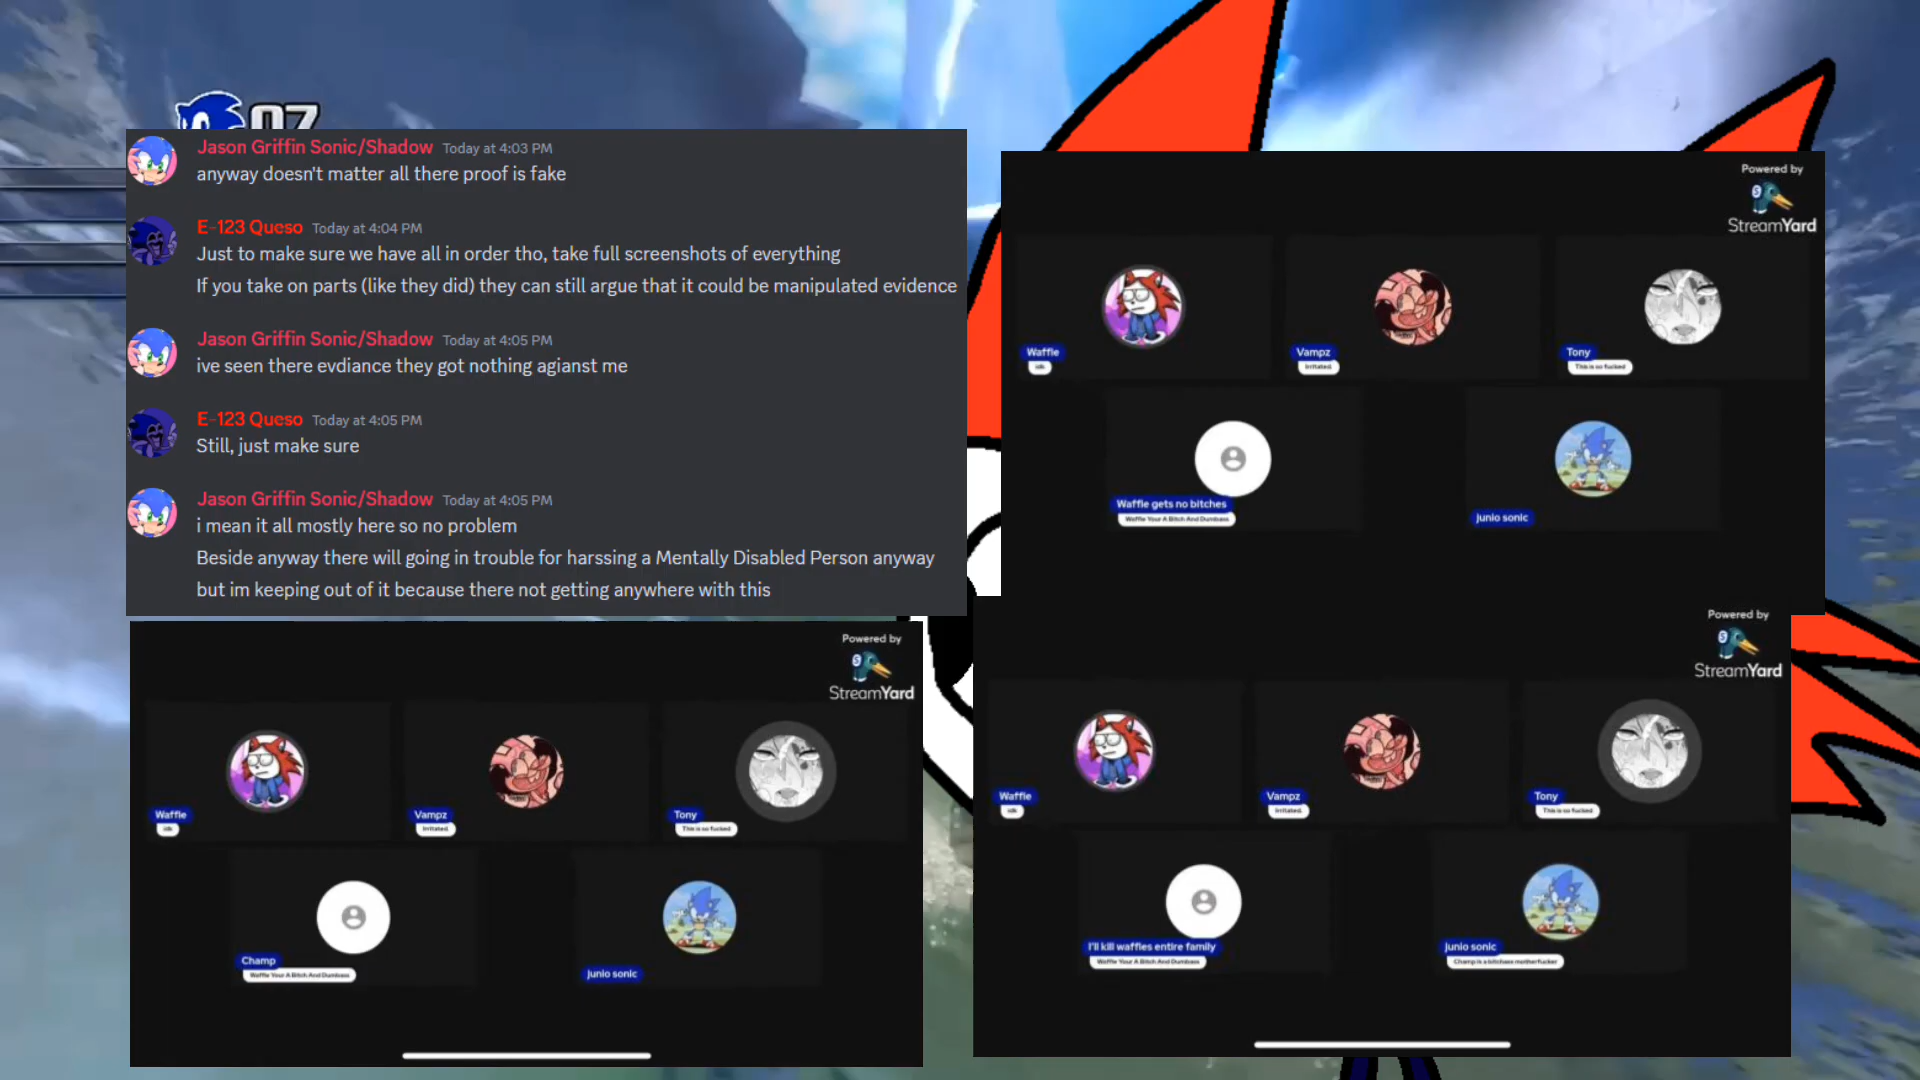 07
Jason Griffin Sonic/Shadow Today at 4:03 PM
anyway doesn't matter all there proof is fake
E-123 Queso Today at 4:04 PM
Just to make sure we have all in order tho, take full screenshots of everything
If you take on parts (like they did) they can still argue that it could be manipulated evidence
Jason Griffin Sonic/Shadow Today at 4:05 PM
ive seen there evdiance they got nothing agianst me
E-123 Queso Today at 4:05 PM
Still, just make sure
Jason Griffin Sonic/Shadow Today at 4:05 PM
i mean it all mostly here so no problem
Beside anyway there will going in trouble for harssing a Mentally Disabled Person anyway
but im keeping out of it because there not getting anywhere with this
Powered by
StreamYard
Waffle
idk
Vampz
Irritated.
Tony
This is so fucked
Waffle gets no bitches
Waffle Your A Bitch And Dumbass
Junio sonic
Powered by
StreamYard
Waffle
idk
Vampz
Irritated.
Tony
This is so fucked
Champ
Waffle Your A Bitch And Dumbass
Junio sonic
Powered by
StreamYard
Waffle
idk
Vampz
Irritated.
Tony
This is so fucked
I'll kill waffles entire family
Waffle Your A Bitch And Dumbass
Junio sonic
Champ is a bitchass motherfucker